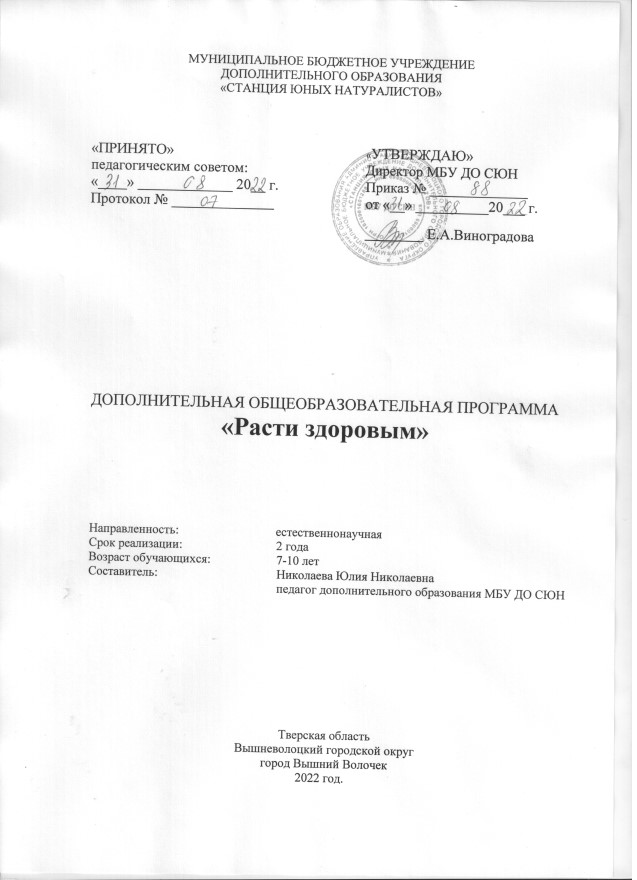 МУНИЦИПАЛЬНОЕ БЮДЖЕТНОЕ УЧРЕЖДЕНИЕ
ДОПОЛНИТЕЛЬНОГО ОБРАЗОВАНИЯ
«СТАНЦИЯ ЮНЫХ НАТУРАЛИСТОВ»
«ПРИНЯТО»
педагогическим советом:
«31» 08 2022 г.
Протокол № 07
«УТВЕРЖДАЮ»
Директор МБУ ДО СЮН
Приказ № 88
от «31» 08 2022 г.
Е.А.Виноградова
ДОПОЛНИТЕЛЬНАЯ ОБЩЕОБРАЗОВАТЕЛЬНАЯ ПРОГРАММА
«Расти здоровым»
Направленность: естественнонаучная
Срок реализации: 2 года
Возраст обучающихся: 7-10 лет
Составитель: Николаева Юлия Николаевна
педагог дополнительного образования МБУ ДО СЮН
Тверская область
Вышневолоцкий городской округ
город Вышний Волочек
2022 год.